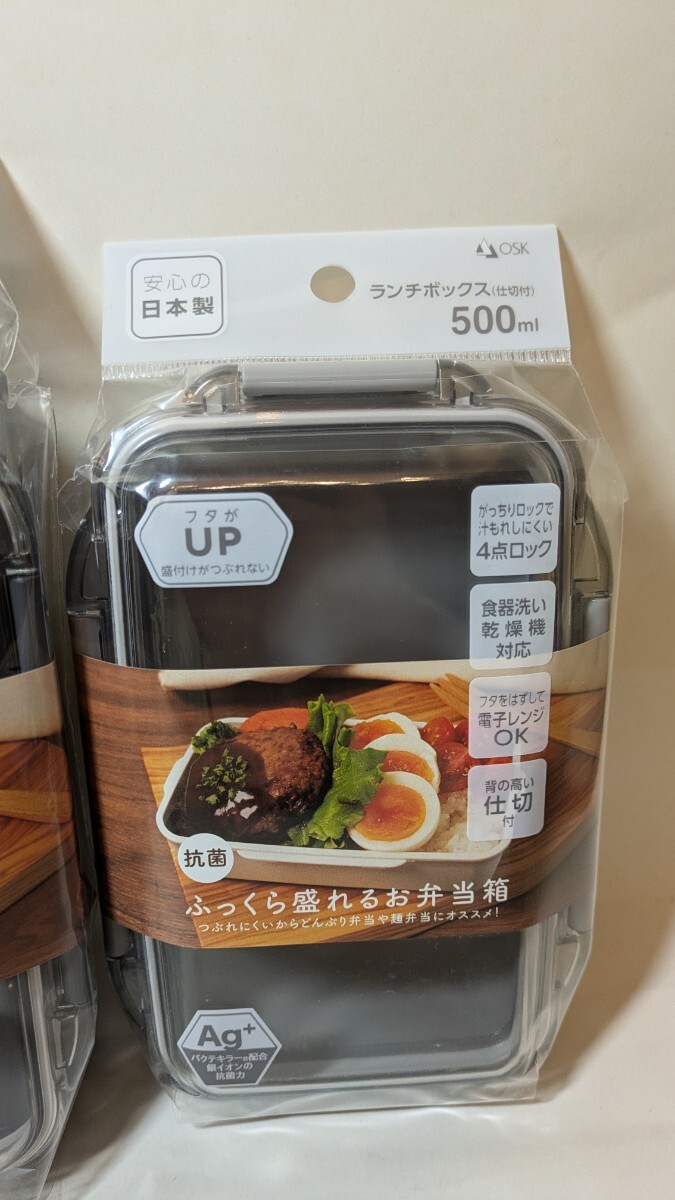 安心の
日本製
OSK
ランチボックス(仕切付)
500ml
フタが
UP
盛付けがつぶれない
がっちりロックで
汁もれしにくい
4点ロック
食器洗い
乾燥機
対応
フタをはずして
電子レンジ
OK
背の高い
仕切
付
抗菌
ふっくら盛れるお弁当箱
つぶれにくいからどんぶり弁当や麺弁当にオススメ!
Ag+
バクテキラー®配合
銀イオンの
抗菌力